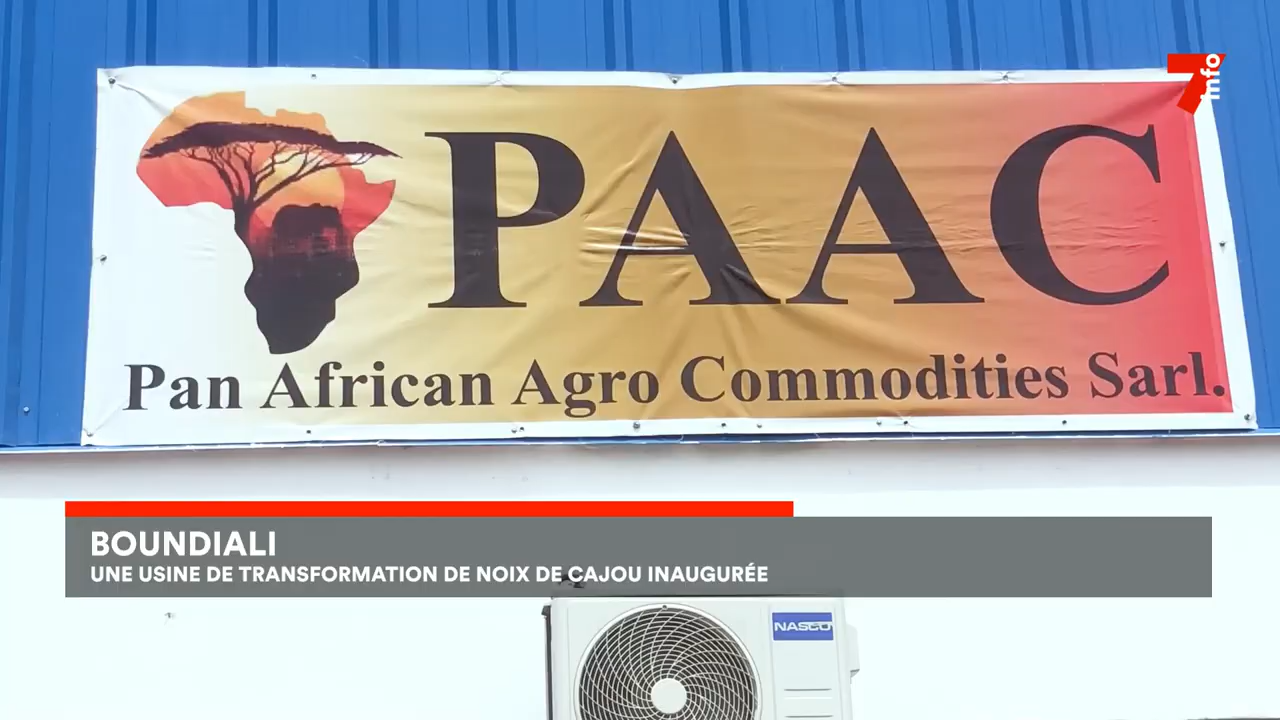 7info
PAAC
Pan African Agro Commodities Sarl.
BOUNDIALI
UNE USINE DE TRANSFORMATION DE NOIX DE CAJOU INAUGURÉE
NASCO